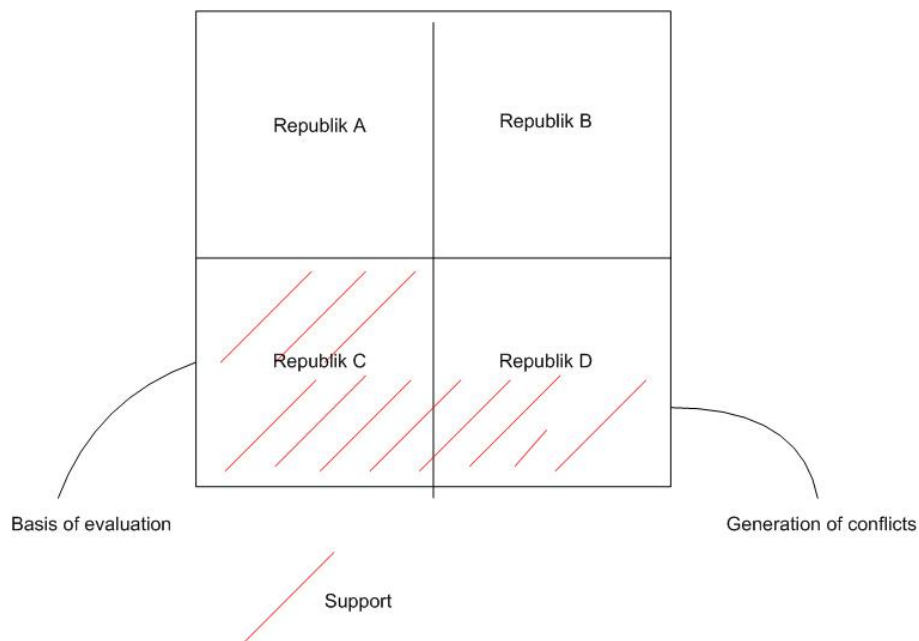 Republik A
Republik B
Republik C
Republik D
Basis of evaluation
Generation of conflicts
Support